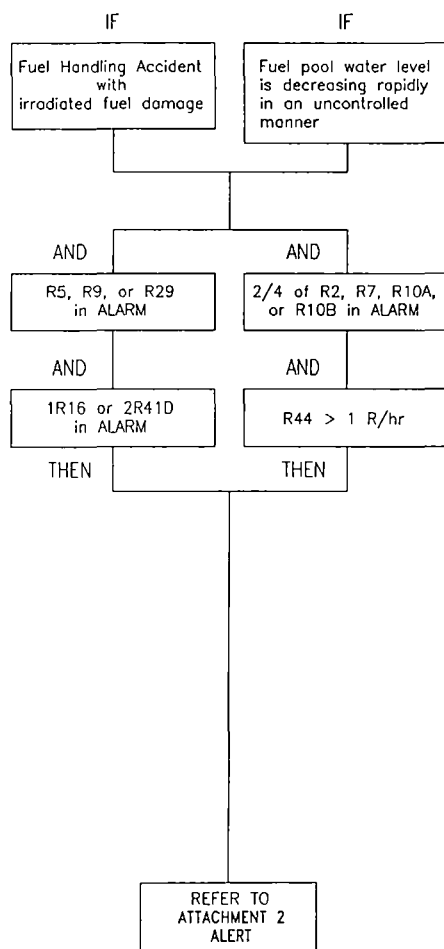 IF
IF
Fuel Handling Accident
with
irradiated fuel damage
Fuel pool water level
is decreasing rapidly
in an uncontrolled
manner
AND
AND
R5, R9, or R29
in ALARM
2/4 of R2, R7, R10A,
or R10B in ALARM
AND
AND
1R16 or 2R41D
in ALARM
R44 > 1 R/hr
THEN
THEN
REFER TO
ATTACHMENT 2
ALERT